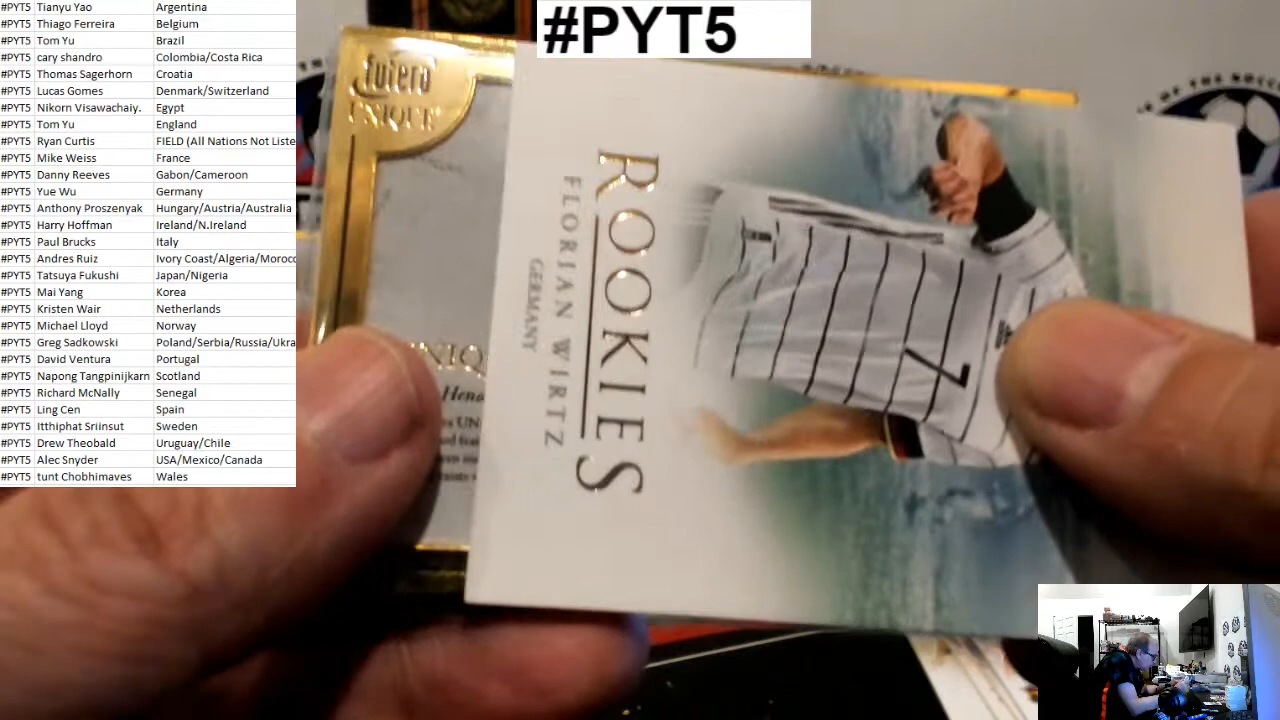 #PYT5 Tianyu Yao Argentina
#PYT5 Thiago Ferreira Belgium
#PYT5 Tom Yu Brazil
#PYT5 cary shandro Colombia/Costa Rica
#PYT5 Thomas Sagerhorn Croatia
#PYT5 Lucas Gomes Denmark/Switzerland
#PYT5 Nikorn Visawachaiy. Egypt
#PYT5 Tom Yu England
#PYT5 Ryan Curtis FIELD (All Nations Not Liste
#PYT5 Mike Weiss France
#PYT5 Danny Reeves Gabon/Cameroon
#PYT5 Yue Wu Germany
#PYT5 Anthony Proszenyak Hungary/Austria/Australia
#PYT5 Harry Hoffman Ireland/N.Ireland
#PYT5 Paul Brucks Italy
#PYT5 Andres Ruiz Ivory Coast/Algeria/Moroco
#PYT5 Tatsuya Fukushi Japan/Nigeria
#PYT5 Mai Yang Korea
#PYT5 Kristen Wair Netherlands
#PYT5 Michael Lloyd Norway
#PYT5 Greg Sadkowski Poland/Serbia/Russia/Ukra
#PYT5 David Ventura Portugal
#PYT5 Napong Tangpinijkarn Scotland
#PYT5 Richard McNally Senegal
#PYT5 Ling Cen Spain
#PYT5 Itthiphat Sriinsut Sweden
#PYT5 Drew Theobald Uruguay/Chile
#PYT5 Alec Snyder USA/Mexico/Canada
#PYT5 tunt Chobhimaves Wales
#PYT5
futera
UNIQUE
ROOKIES
FLORIAN WIRTZ
GERMANY
7
OF THE SOCCE